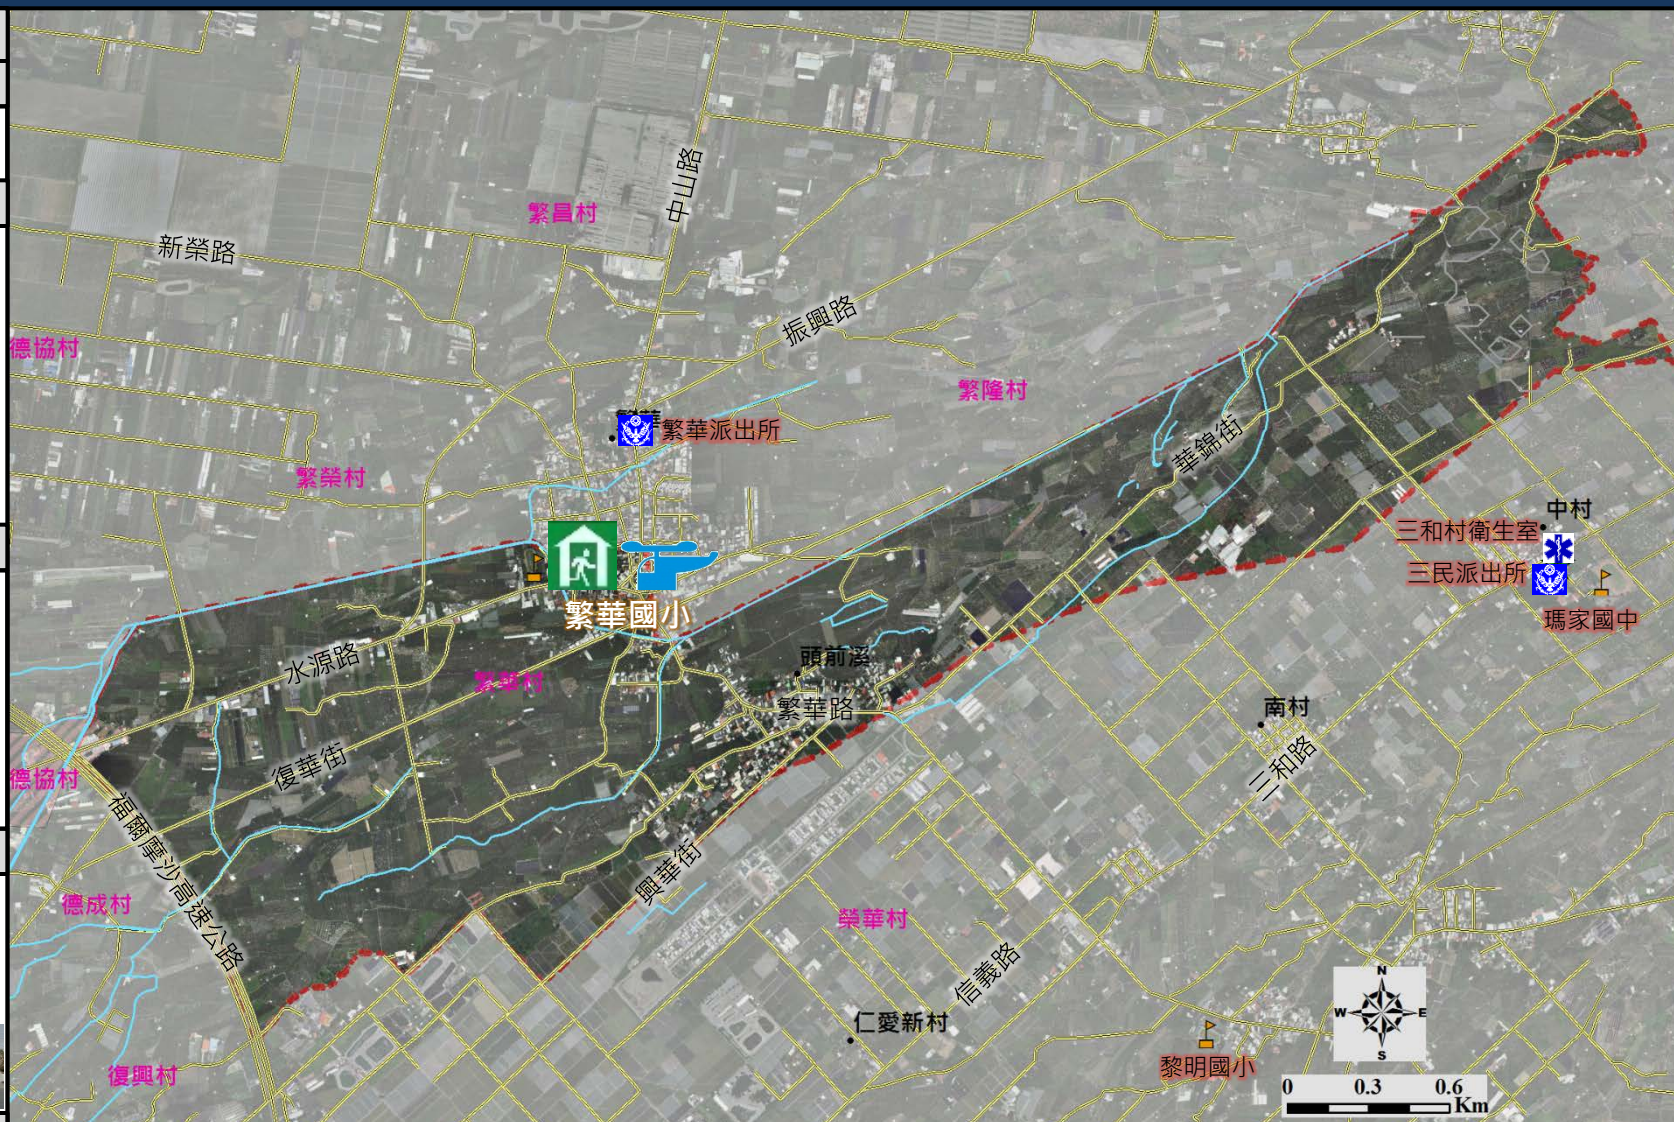 中山路
繁昌村
新榮路
振興路
德協村
繁隆村
繁華
繁華派出所
華錦街
繁榮村
中村
三和村衛生室
三民派出所
瑪家國中
繁華國小
水源路
頭前溪
繁華村
繁華路
南村
復華街
三和路
德協村
福爾摩沙高速公路
興華街
德成村
榮華村
信義路
仁愛新村
黎明國小
復興村
N
W E
S
0 0.3 0.6
Km